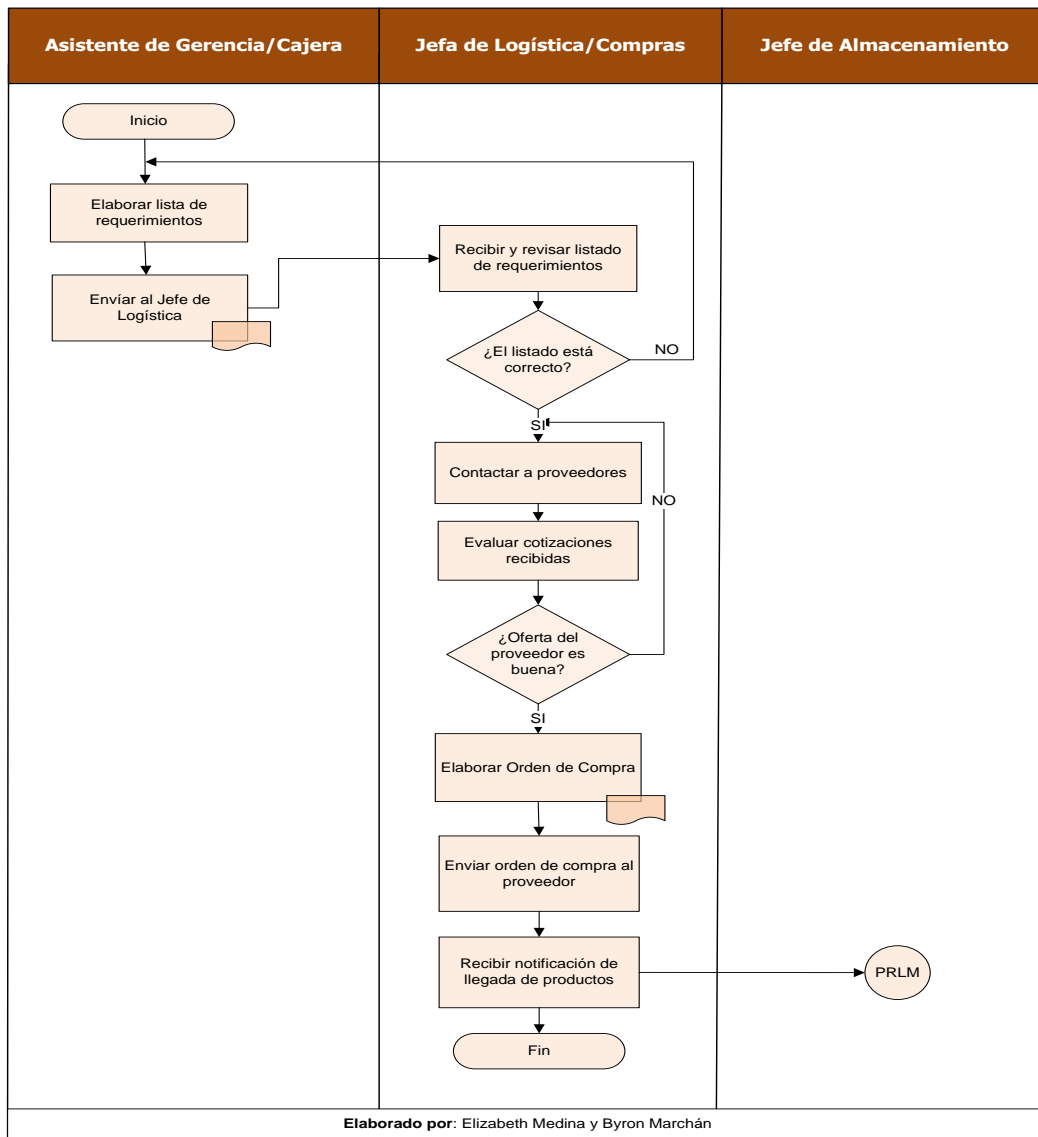 Asistente de Gerencia/Cajera
Jefa de Logística/Compras
Jefe de Almacenamiento
Inicio
Elaborar lista de
requerimientos
Envíar al Jefe de
Logística
Recibir y revisar listado
de requerimientos
¿El listado está
correcto?
NO
SI
Contactar a proveedores
NO
Evaluar cotizaciones
recibidas
¿Oferta del
proveedor es
buena?
SI
Elaborar Orden de Compra
Enviar orden de compra al
proveedor
Recibir notificación de
llegada de productos
PRLM
Fin
Elaborado por: Elizabeth Medina y Byron Marchán